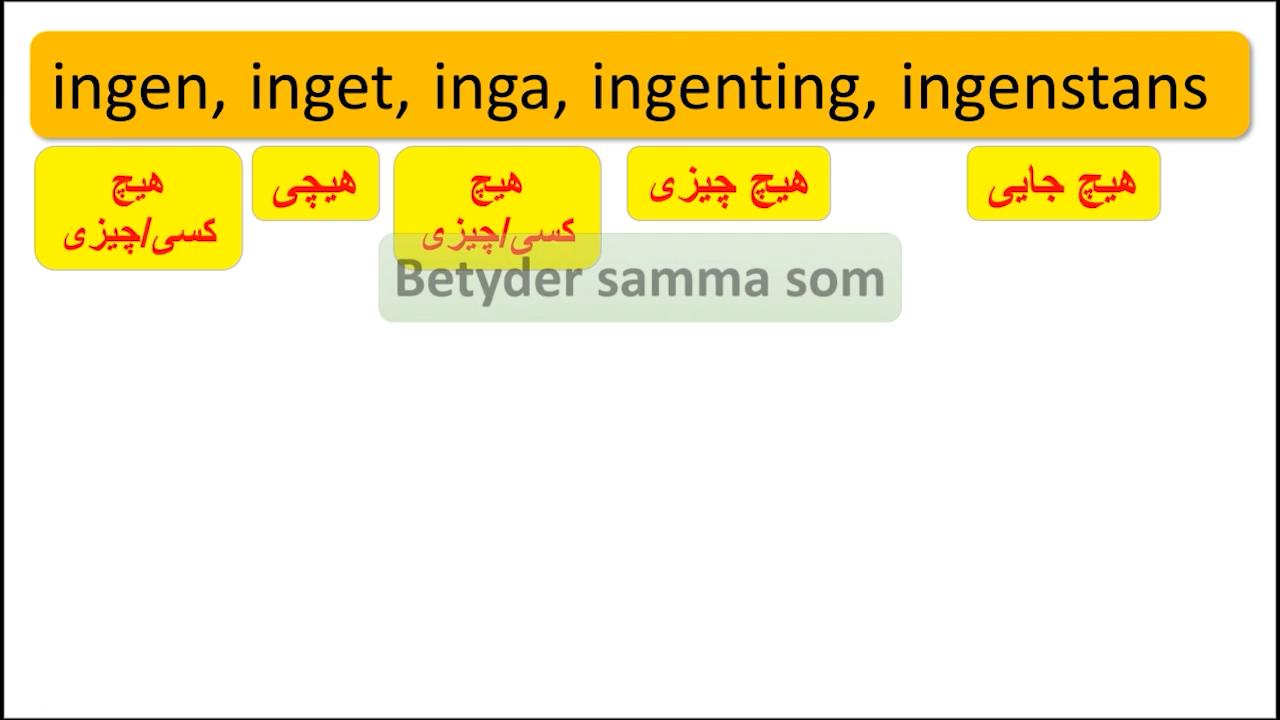 ingen, inget, inga, ingenting, ingenstans
هیچ
کسی/چیزی
هیچی
هیچ
کسی/چیزی
هیچ چیزی
هیچ جایی
Betyder samma som